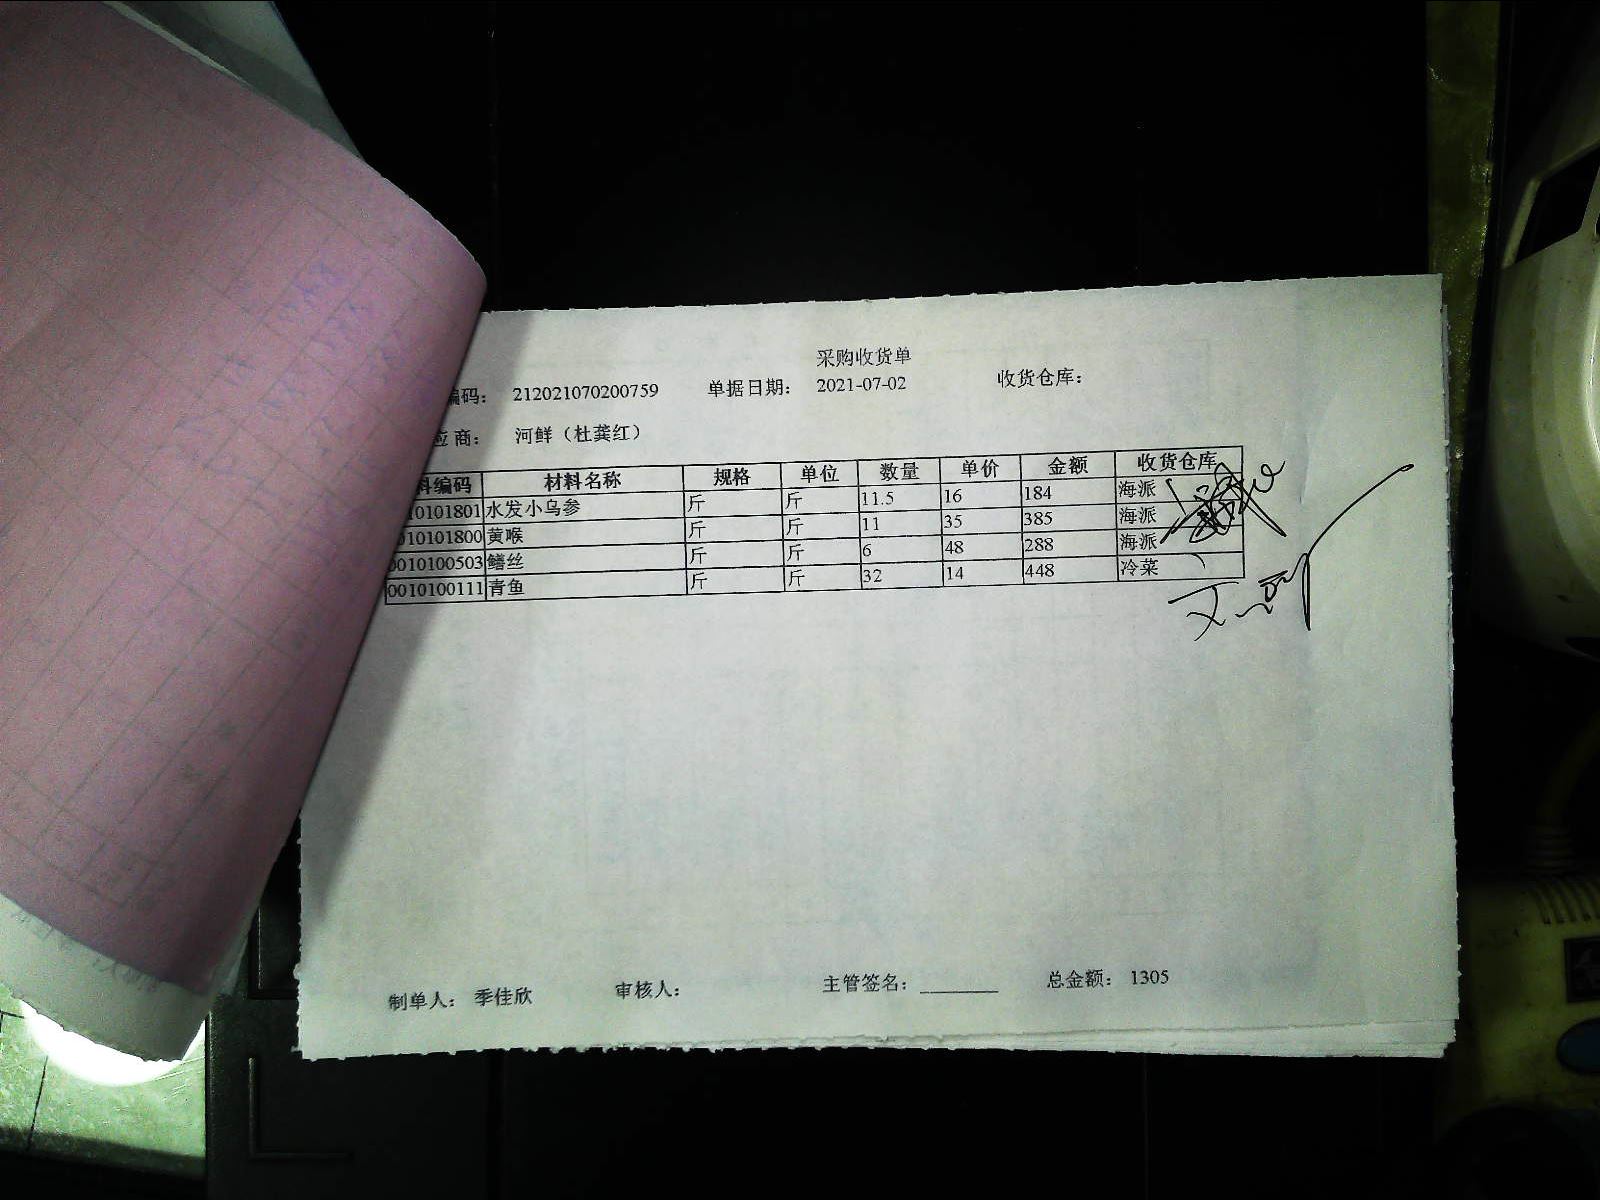 采购收货单
编码： 212021070200759 单据日期： 2021-07-02 收货仓库：
应商： 河鲜（杜龚红）
料编码 材料名称 规格 单位 数量 单价 金额 收货仓库
0101801 水发小乌参 斤 斤 11.5 16 184 海派
010101800 黄喉 斤 斤 11 35 385 海派
0010100503 鳝丝 斤 斤 6 48 288 海派
0010100111 青鱼 斤 斤 32 14 448 冷菜
制单人： 季佳欣 审核人： 主管签名：________ 总金额： 1305